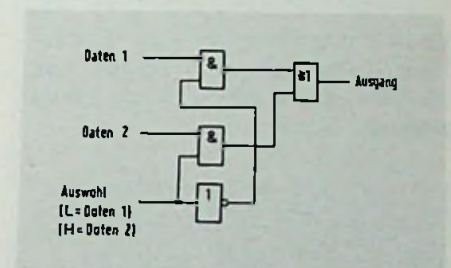 Daten 1
&
≥1
Ausgang
Daten 2
&
Auswahl
1
(L = Daten 1)
(H = Daten 2)